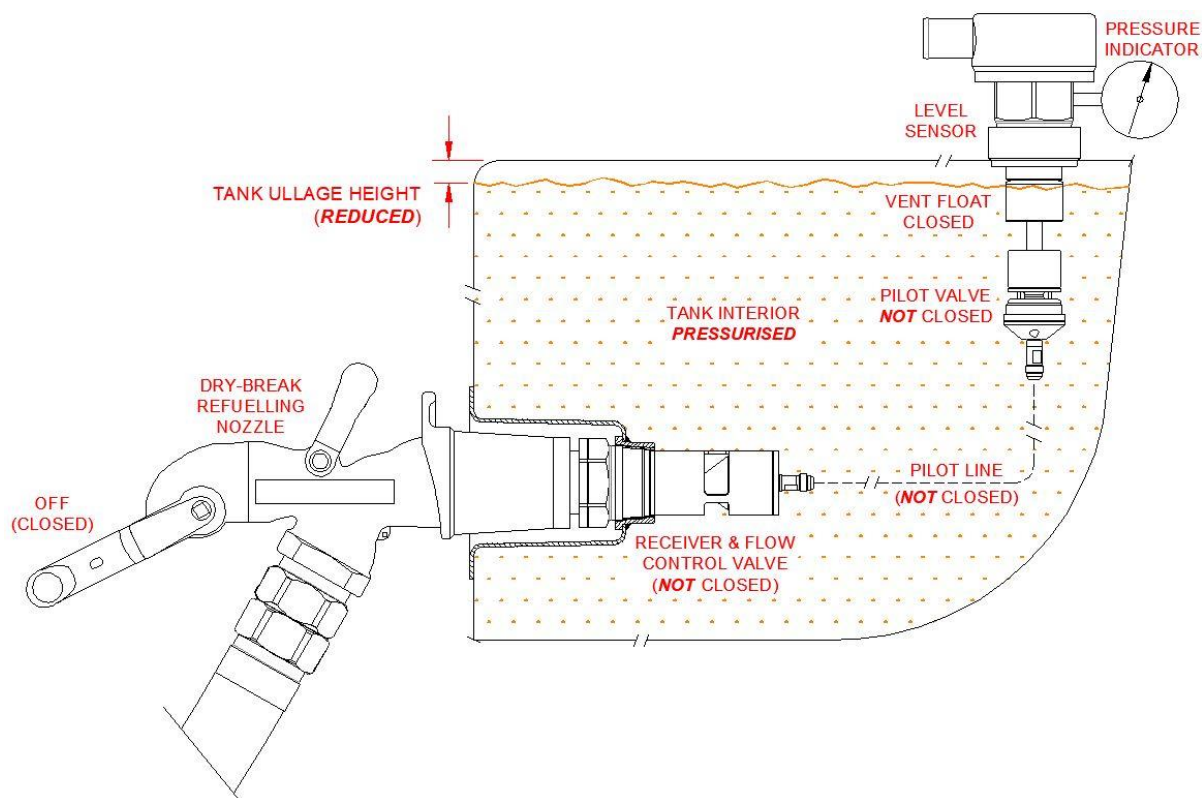 PRESSURE
INDICATOR
LEVEL
SENSOR
TANK ULLAGE HEIGHT
(REDUCED)
VENT FLOAT
CLOSED
PILOT VALVE
NOT CLOSED
TANK INTERIOR
PRESSURISED
DRY-BREAK
REFUELLING
NOZZLE
OFF
(CLOSED)
PILOT LINE
(NOT CLOSED)
RECEIVER & FLOW
CONTROL VALVE
(NOT CLOSED)